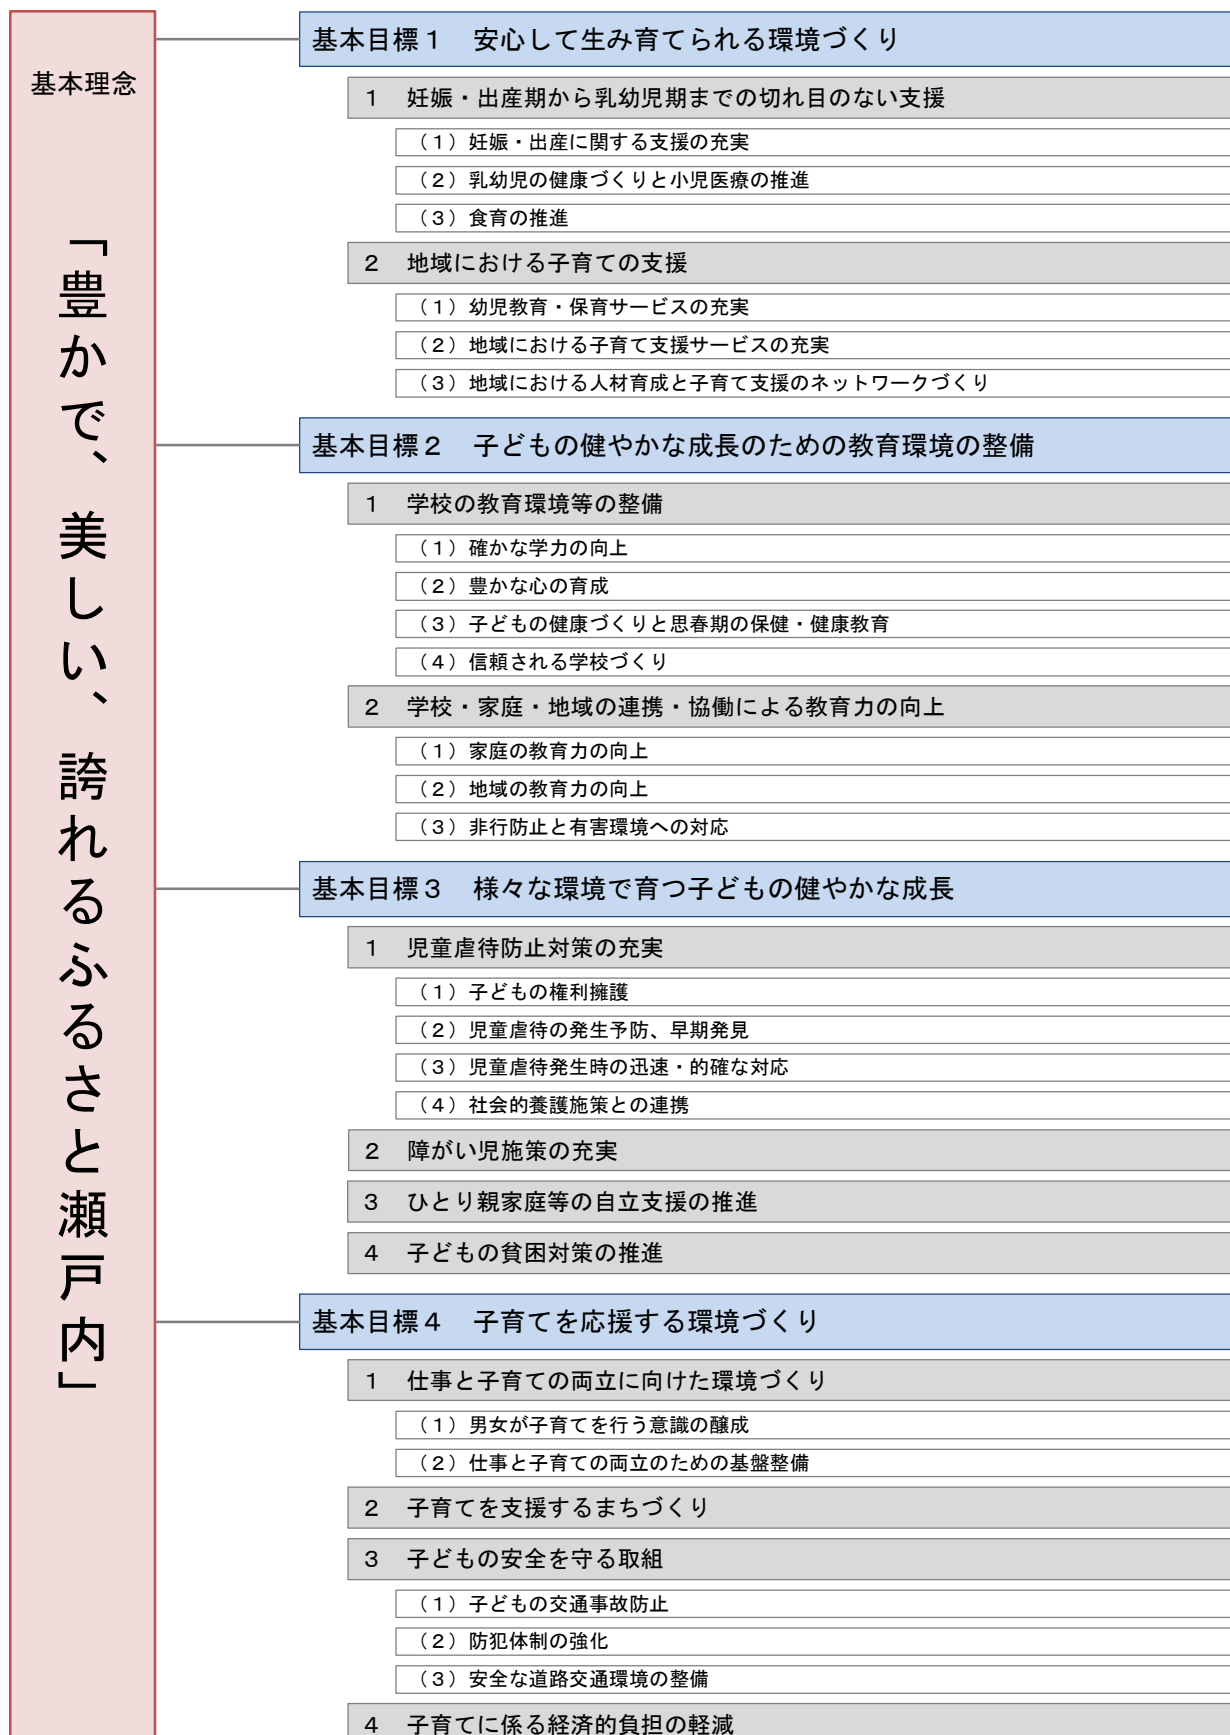 基本理念
「豊かで、美しい、誇れるふるさと瀬戸内」
基本目標1　安心して生み育てられる環境づくり
1　妊娠・出産期から乳幼児期までの切れ目のない支援
（1）妊娠・出産に関する支援の充実
（2）乳幼児の健康づくりと小児医療の推進
（3）食育の推進
2　地域における子育ての支援
（1）幼児教育・保育サービスの充実
（2）地域における子育て支援サービスの充実
（3）地域における人材育成と子育て支援のネットワークづくり
基本目標2　子どもの健やかな成長のための教育環境の整備
1　学校の教育環境等の整備
（1）確かな学力の向上
（2）豊かな心の育成
（3）子どもの健康づくりと思春期の保健・健康教育
（4）信頼される学校づくり
2　学校・家庭・地域の連携・協働による教育力の向上
（1）家庭の教育力の向上
（2）地域の教育力の向上
（3）非行防止と有害環境への対応
基本目標3　様々な環境で育つ子どもの健やかな成長
1　児童虐待防止対策の充実
（1）子どもの権利擁護
（2）児童虐待の発生予防、早期発見
（3）児童虐待発生時の迅速・的確な対応
（4）社会的養護施策との連携
2　障がい児施策の充実
3　ひとり親家庭等の自立支援の推進
4　子どもの貧困対策の推進
基本目標4　子育てを応援する環境づくり
1　仕事と子育ての両立に向けた環境づくり
（1）男女が子育てを行う意識の醸成
（2）仕事と子育ての両立のための基盤整備
2　子育てを支援するまちづくり
3　子どもの安全を守る取組
（1）子どもの交通事故防止
（2）防犯体制の強化
（3）安全な道路交通環境の整備
4　子育てに係る経済的負担の軽減